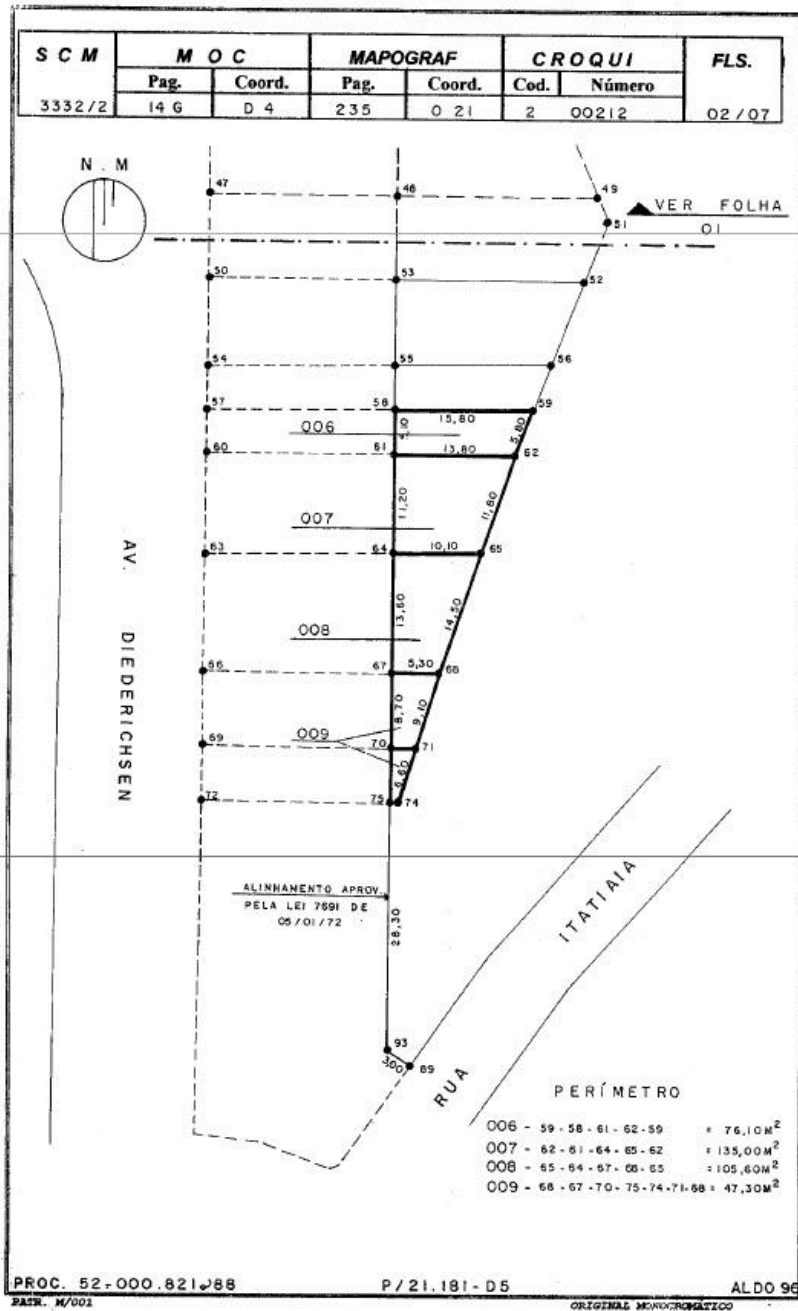 S C M M O C MAPOGRAF CROQUI FLS.
Pag. Coord. Pag. Coord. Cod. Número
3332/2 14 G D 4 235 O 21 2 00212 02/07
N M
47 48 49
VER FOLHA
51 01
50 53 52
54 55 56
57 58 59
15,80
006 5,80
60 61 13,80 62
11,20 11,80
007
63 64 10,10 65
13,60 14,50
008
66 67 5,30 68
8,70 9,10
009
69 70 71
6,60
72 75 74
AV. DIEDERICHSEN
ALINHAMENTO APROV.
PELA LEI 7691 DE
05/01/72
28,30
RUA ITATIAIA
93
3,00 89
PERÍMETRO
006 - 59 - 58 - 61 - 62 - 59 = 76,10M²
007 - 62 - 61 - 64 - 65 - 62 = 135,00M²
008 - 65 - 64 - 67 - 68 - 65 = 105,60M²
009 - 68 - 67 - 70 - 75 - 74 - 71 - 68 = 47,30M²
PROC. 52-000.821-88 P/21.181-D5 ALDO 96
PATR. M/001 ORIGINAL MONOCROMÁTICO